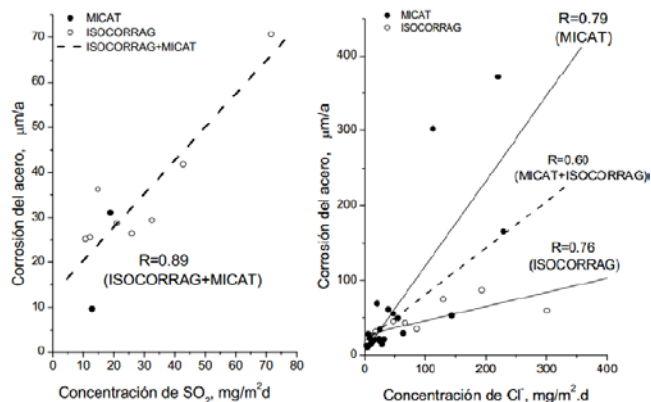 MICAT
ISOCORRAG
ISOCORRAG+MICAT
Corrosión del acero, μm/a
70
60
50
40
30
20
10
0
R=0.89
(ISOCORRAG+MICAT)
0 10 20 30 40 50 60 70 80
Concentración de SO2, mg/m2d
MICAT
ISOCORRAG
R=0.79
(MICAT)
Corrosión del acero, μm/a
400
300
200
100
0
R=0.60
(MICAT+ISOCORRAG)
R=0.76
(ISOCORRAG)
0 100 200 300 400
Concentración de Cl-, mg/m2.d